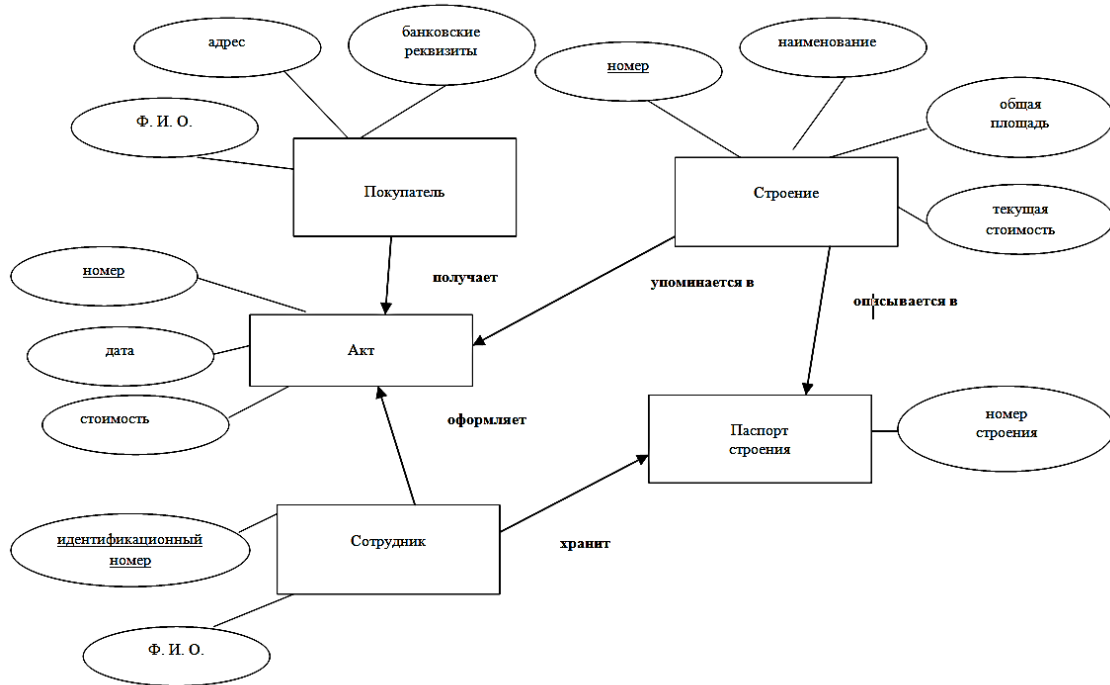 адрес
банковские
реквизиты
Ф. И. О.
Покупатель
номер
наименование
общая
площадь
Строение
текущая
стоимость
номер
получает
упоминается в
описывается в
дата
Акт
стоимость
оформляет
Паспорт
строения
номер
строения
идентификационный
номер
Сотрудник
хранит
Ф. И. О.